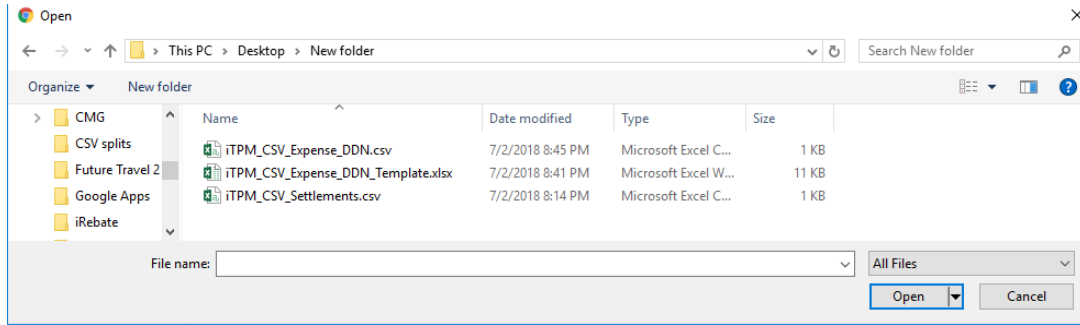 Open
This PC > Desktop > New folder
Search New folder
Organize
New folder
CMG
CSV splits
Future Travel 2
Google Apps
iRebate
Name Date modified Type Size
iTPM_CSV_Expense_DDN.csv 7/2/2018 8:45 PM Microsoft Excel C... 1 KB
iTPM_CSV_Expense_DDN_Template.xlsx 7/2/2018 8:41 PM Microsoft Excel W... 11 KB
iTPM_CSV_Settlements.csv 7/2/2018 8:14 PM Microsoft Excel C... 1 KB
File name:
All Files
Open
Cancel